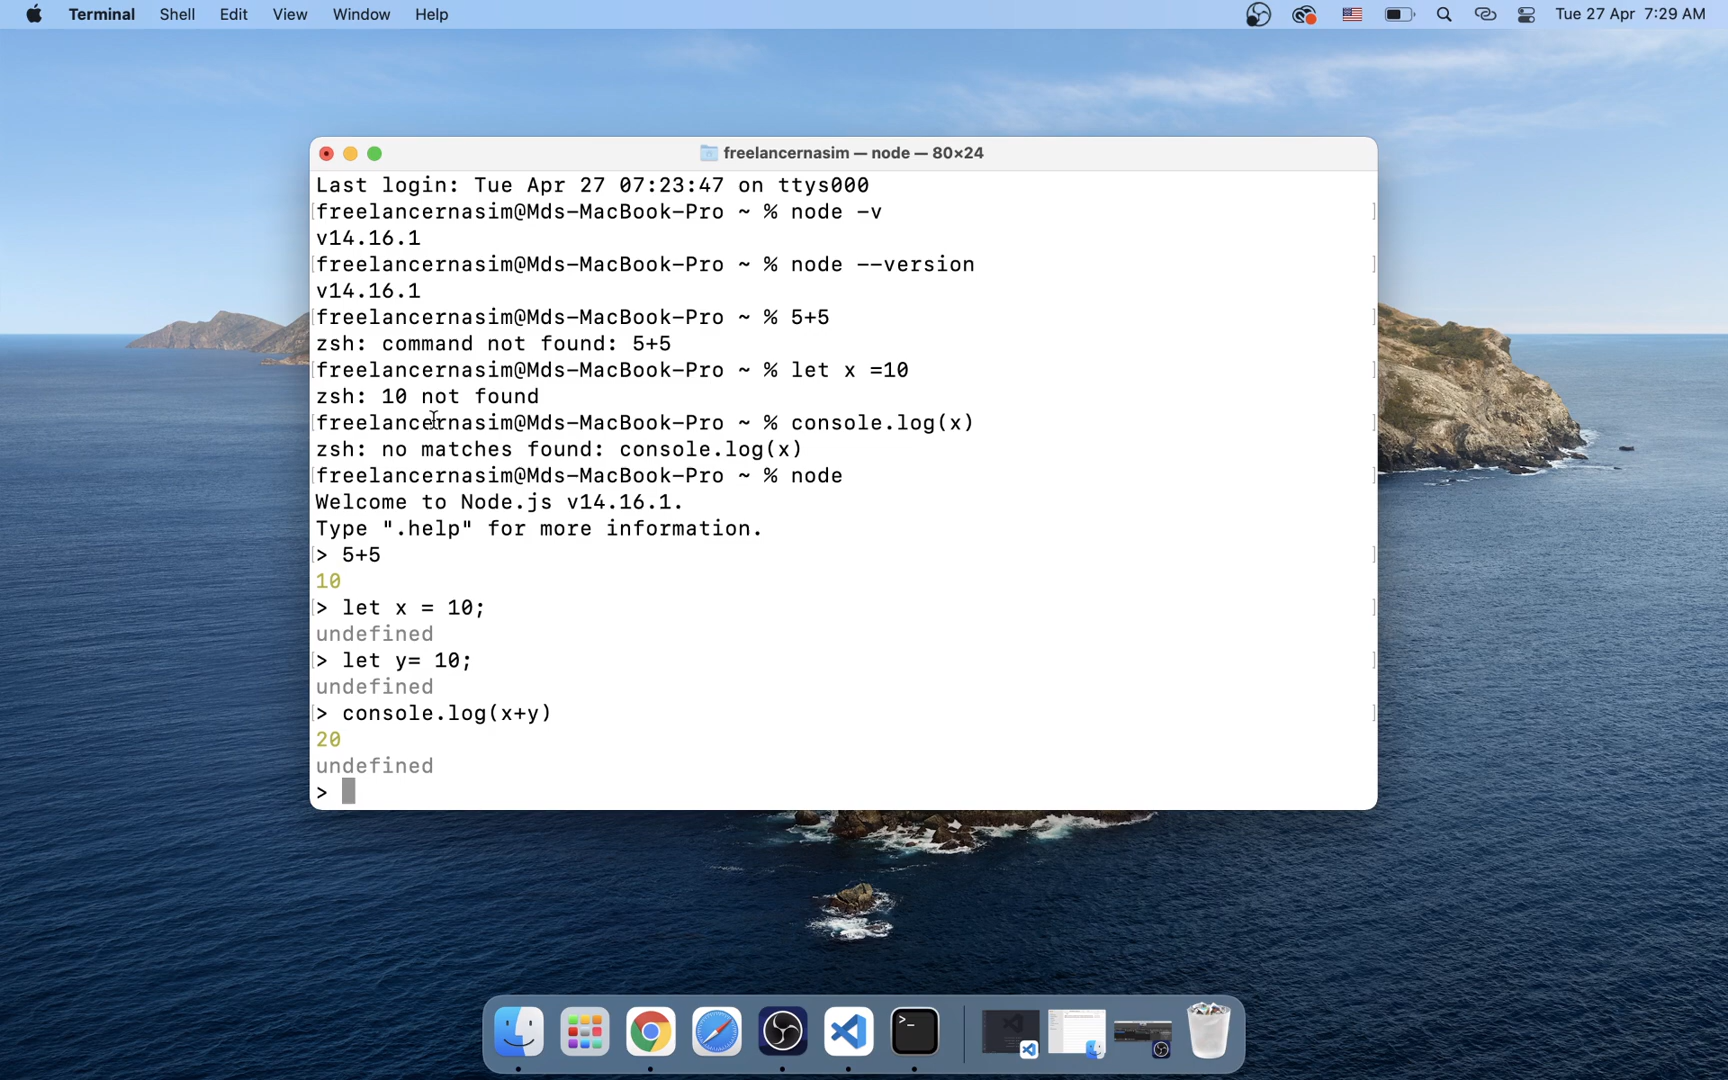 Terminal Shell Edit View Window Help Tue 27 Apr 7:29 AM
freelancernasim — node — 80×24
Last login: Tue Apr 27 07:23:47 on ttys000
freelancernasim@Mds-MacBook-Pro ~ % node -v
v14.16.1
freelancernasim@Mds-MacBook-Pro ~ % node --version
v14.16.1
freelancernasim@Mds-MacBook-Pro ~ % 5+5
zsh: command not found: 5+5
freelancernasim@Mds-MacBook-Pro ~ % let x =10
zsh: 10 not found
freelancernasim@Mds-MacBook-Pro ~ % console.log(x)
zsh: no matches found: console.log(x)
freelancernasim@Mds-MacBook-Pro ~ % node
Welcome to Node.js v14.16.1.
Type ".help" for more information.
> 5+5
10
> let x = 10;
undefined
> let y= 10;
undefined
> console.log(x+y)
20
undefined
>